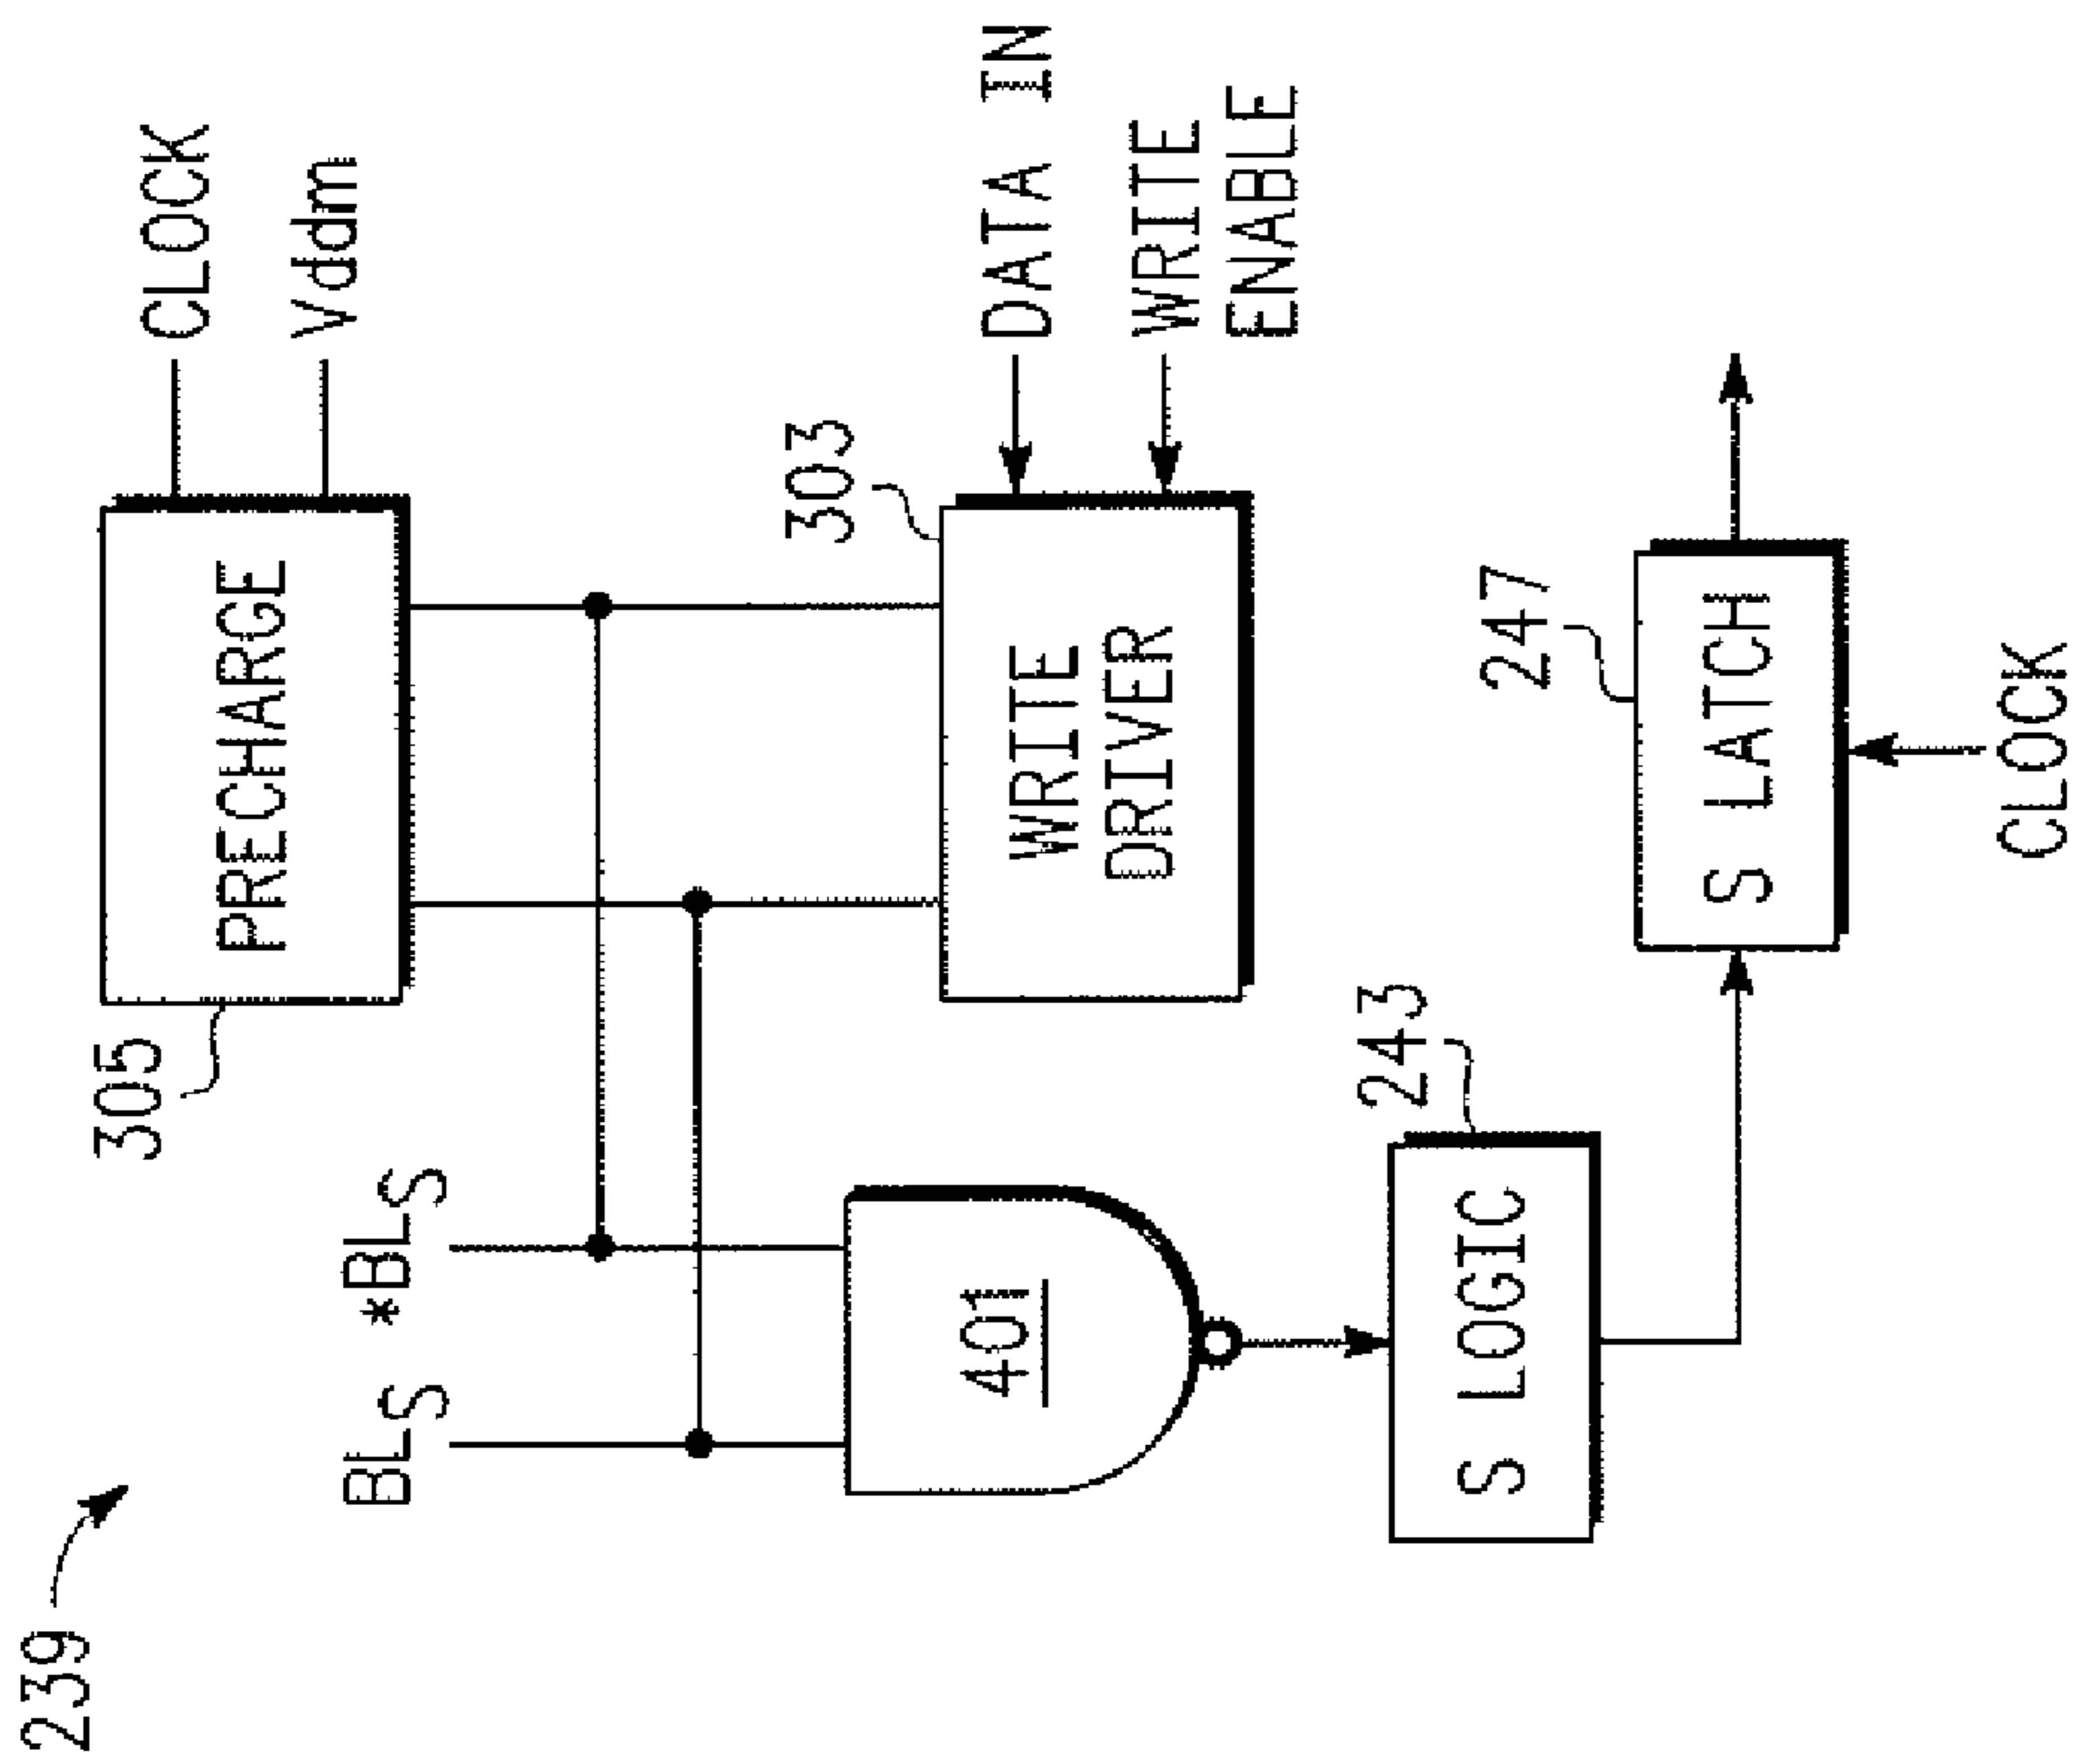 239
305
PRECHARGE
CLOCK
Vddm
BLS
*BLS
303
WRITE
DRIVER
DATA IN
WRITE
ENABLE
401
243
S LOGIC
247
S LATCH
CLOCK